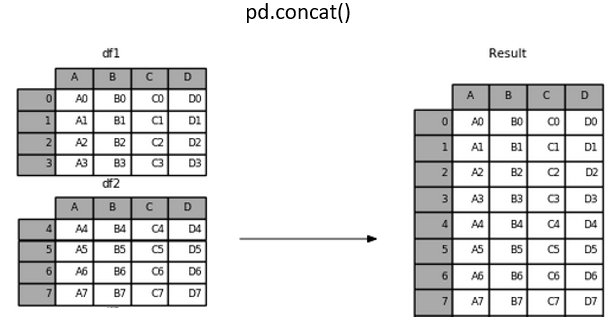 pd.concat()
df1
A B C D
0 A0 B0 C0 D0
1 A1 B1 C1 D1
2 A2 B2 C2 D2
3 A3 B3 C3 D3
df2
A B C D
4 A4 B4 C4 D4
5 A5 B5 C5 D5
6 A6 B6 C6 D6
7 A7 B7 C7 D7
Result
A B C D
0 A0 B0 C0 D0
1 A1 B1 C1 D1
2 A2 B2 C2 D2
3 A3 B3 C3 D3
4 A4 B4 C4 D4
5 A5 B5 C5 D5
6 A6 B6 C6 D6
7 A7 B7 C7 D7